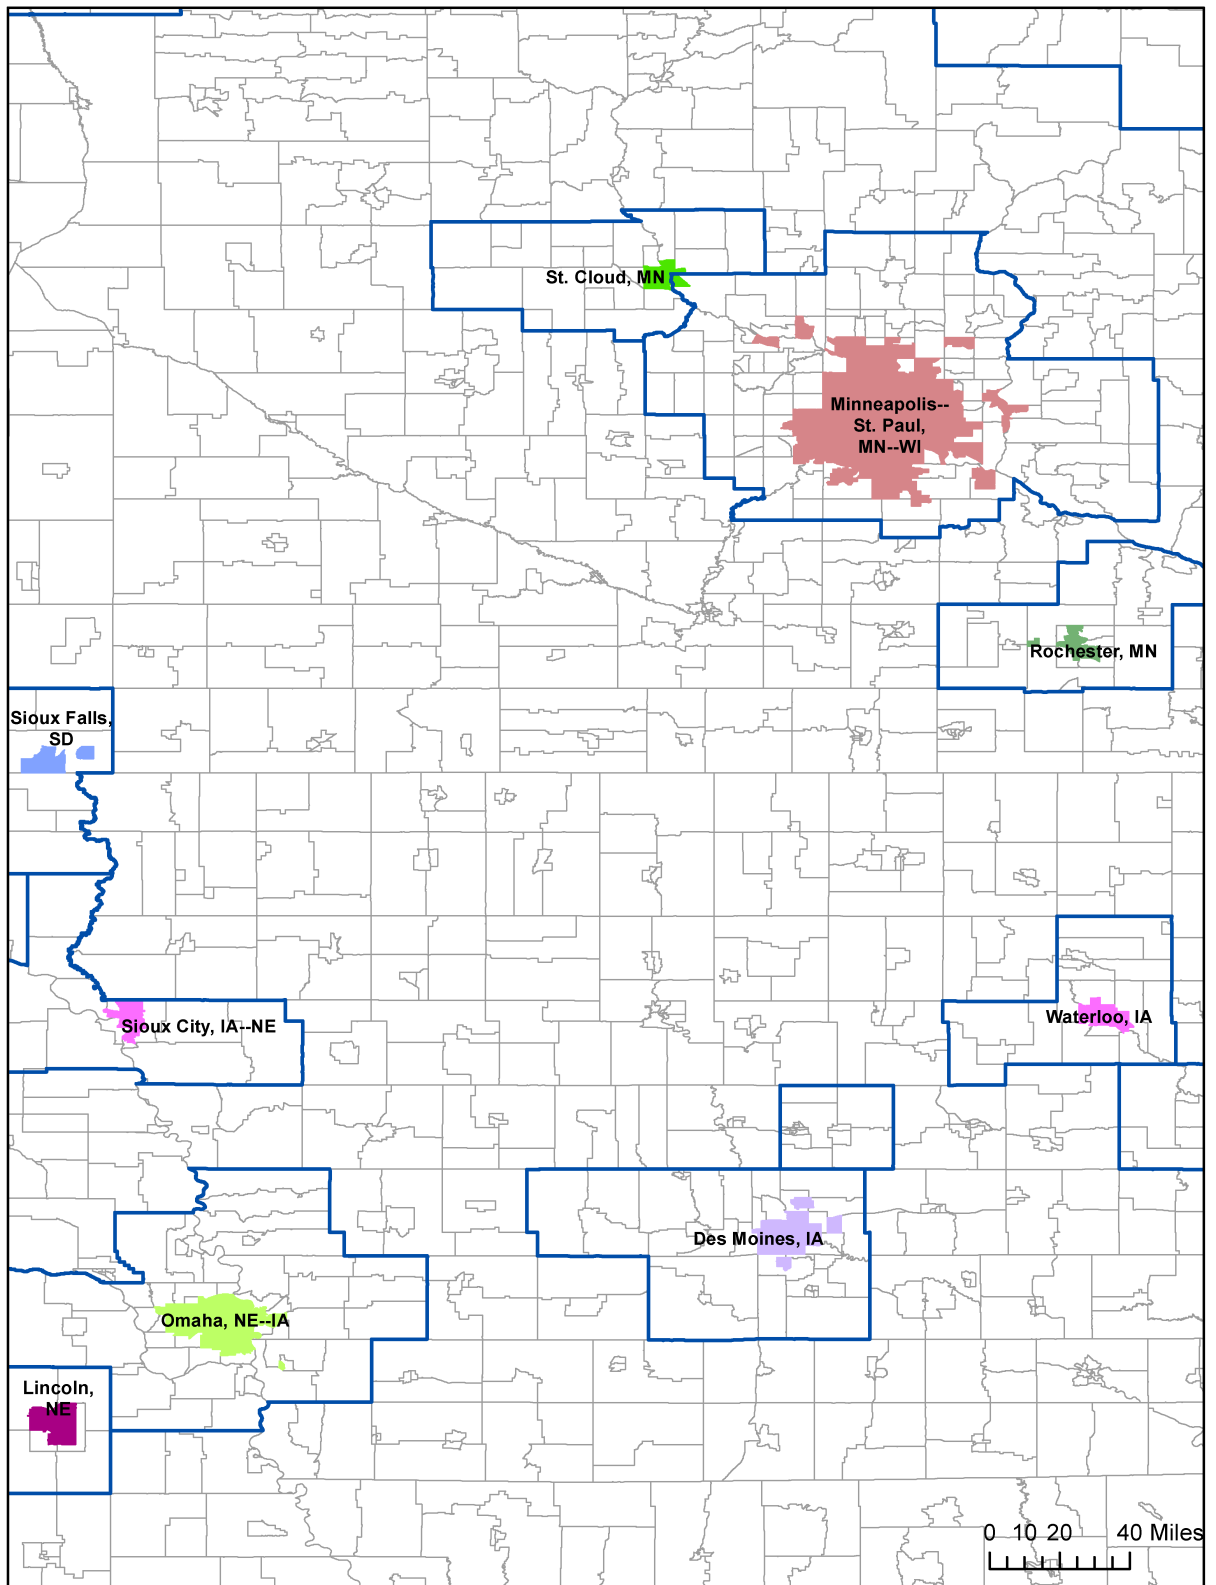 St. Cloud, MN
Minneapolis--
St. Paul,
MN--WI
Rochester, MN
Sioux Falls,
SD
Sioux City, IA--NE
Waterloo, IA
Des Moines, IA
Omaha, NE--IA
Lincoln,
NE
0 10 20 40 Miles